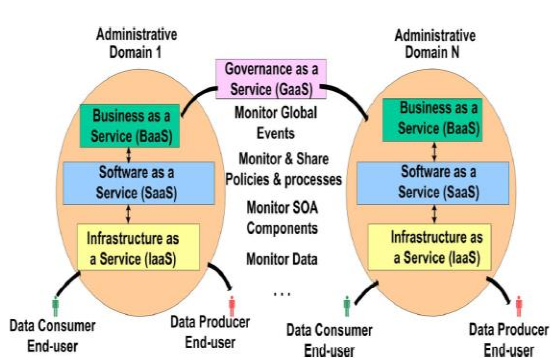 Administrative
Domain 1
Governance as a
Service (GaaS)
Administrative
Domain N
Business as a
Service (BaaS)
Software as a
Service (SaaS)
Infrastructure as
a Service (IaaS)
Monitor Global
Events
Monitor & Share
Policies & processes
Monitor SOA
Components
Monitor Data
...
Business as a
Service (BaaS)
Software as a
Service (SaaS)
Infrastructure as
a Service (IaaS)
Data Consumer
End-user
Data Producer
End-user
Data Consumer
End-user
Data Producer
End-user